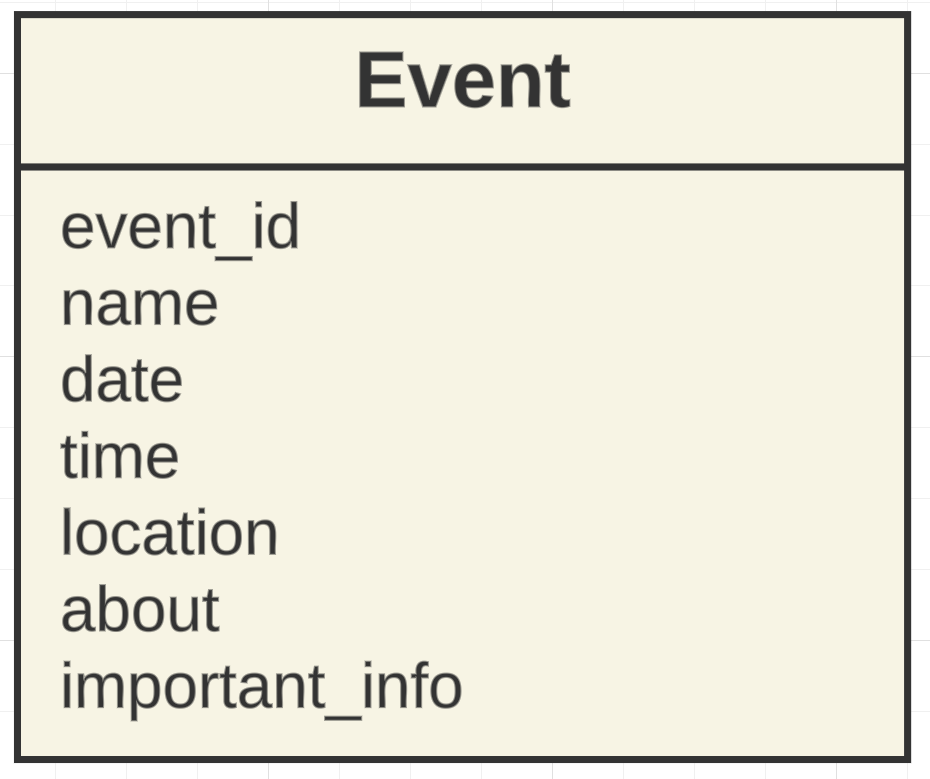 Event
event_id
name
date
time
location
about
important_info